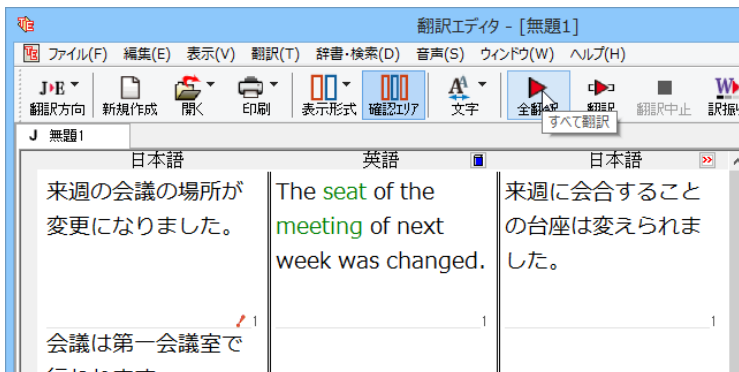 翻訳エディタ - [無題1]
ファイル(F) 編集(E) 表示(V) 翻訳(T) 辞書・検索(D) 音声(S) ウィンドウ(W) ヘルプ(H)
J E
翻訳方向 新規作成 開く 印刷 表示形式 確認エリア 文字 全翻訳 翻訳 翻訳中止
すべて翻訳
J 無題1
日本語 英語 日本語
来週の会議の場所が
変更になりました。
1
The seat of the
meeting of next
week was changed.
1
来週に会合すること
の台座は変えられま
した。
1
会議は第一会議室で